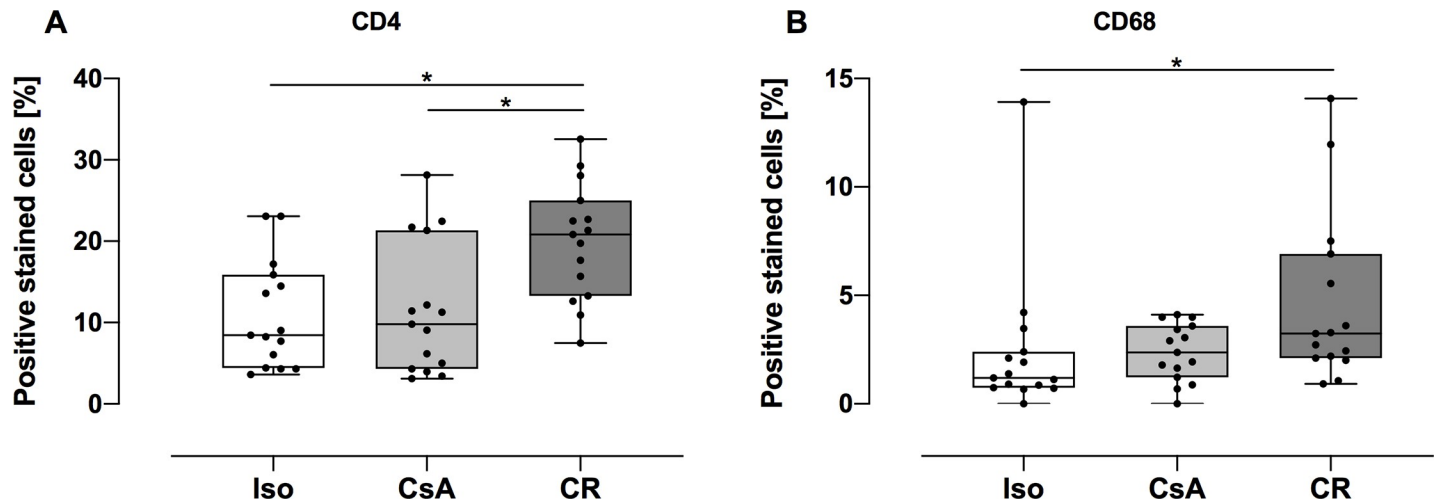 A
CD4
Positive stained cells [%]
40
30
20
10
0
*
*
Iso CsA CR
B
CD68
Positive stained cells [%]
15
10
5
0
*
Iso CsA CR